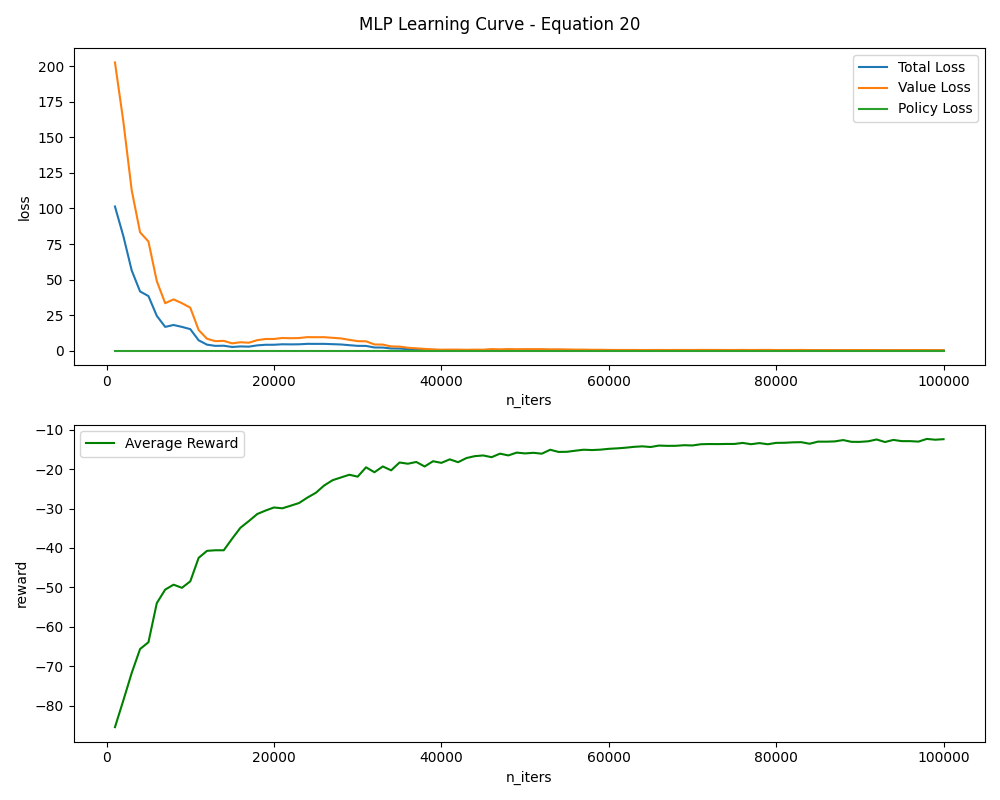 MLP Learning Curve - Equation 20
200
175
150
125
100
75
50
25
0
loss
Total Loss
Value Loss
Policy Loss
0 20000 40000 60000 80000 100000
n_iters
−10
−20
−30
−40
−50
−60
−70
−80
reward
Average Reward
0 20000 40000 60000 80000 100000
n_iters